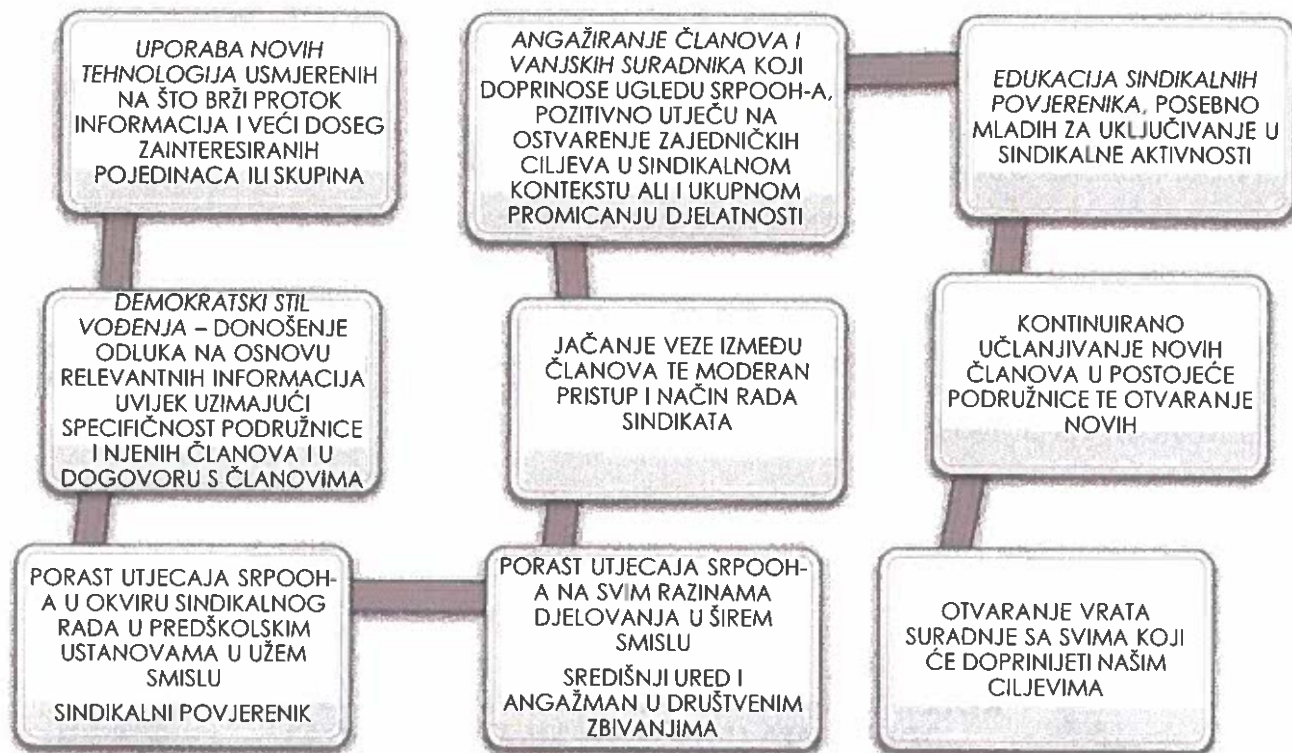 UPORABA NOVIH
TEHNOLOGIJA USMJERENIH
NA ŠTO BRŽI PROTOK
INFORMACIJA I VEĆI DOSEG
ZAINTERESIRANIH
POJEDINACA ILI SKUPINA
DEMOKRATSKI STIL
VOĐENJA – DONOŠENJE
ODLUKA NA OSNOVU
RELEVANTNIH INFORMACIJA
UVIJEK UZIMAJUĆI
SPECIFIČNOST PODRUŽNICE
I NJENIH ČLANOVA I U
DOGOVORU S ČLANOVIMA
PORAST UTJECAJA SRPOOH-
A U OKVIRU SINDIKALNOG
RADA U PREDŠKOLSKIM
USTANOVAMA U UŽEM
SMISLU
SINDIKALNI POVJERENIK
PORAST UTJECAJA SRPOOH-
A NA SVIM RAZINAMA
DJELOVANJA U ŠIREM
SMISLU
SREDIŠNJI URED I
ANGAŽMAN U DRUŠTVENIM
ZBIVANJIMA
JAČANJE VEZE IZMEĐU
ČLANOVA TE MODERAN
PRISTUP I NAČIN RADA
SINDIKATA
ANGAŽIRANJE ČLANOVA I
VANJSKIH SURADNIKA KOJI
DOPRINOSE UGLEDU SRPOOH-A,
POZITIVNO UTJEČU NA
OSTVARENJE ZAJEDNIČKIH
CILJEVA U SINDIKALNOM
KONTEKSTU ALI I UKUPNOM
PROMICANJU DJELATNOSTI
EDUKACIJA SINDIKALNIH
POVJERENIKA, POSEBNO
MLADIH ZA UKLJUČIVANJE U
SINDIKALNE AKTIVNOSTI
KONTINUIRANO
UČLANJIVANJE NOVIH
ČLANOVA U POSTOJEĆE
PODRUŽNICE TE OTVARANJE
NOVIH
OTVARANJE VRATA
SURADNJE SA SVIMA KOJI
ĆE DOPRINIJETI NAŠIM
CILJEVIMA